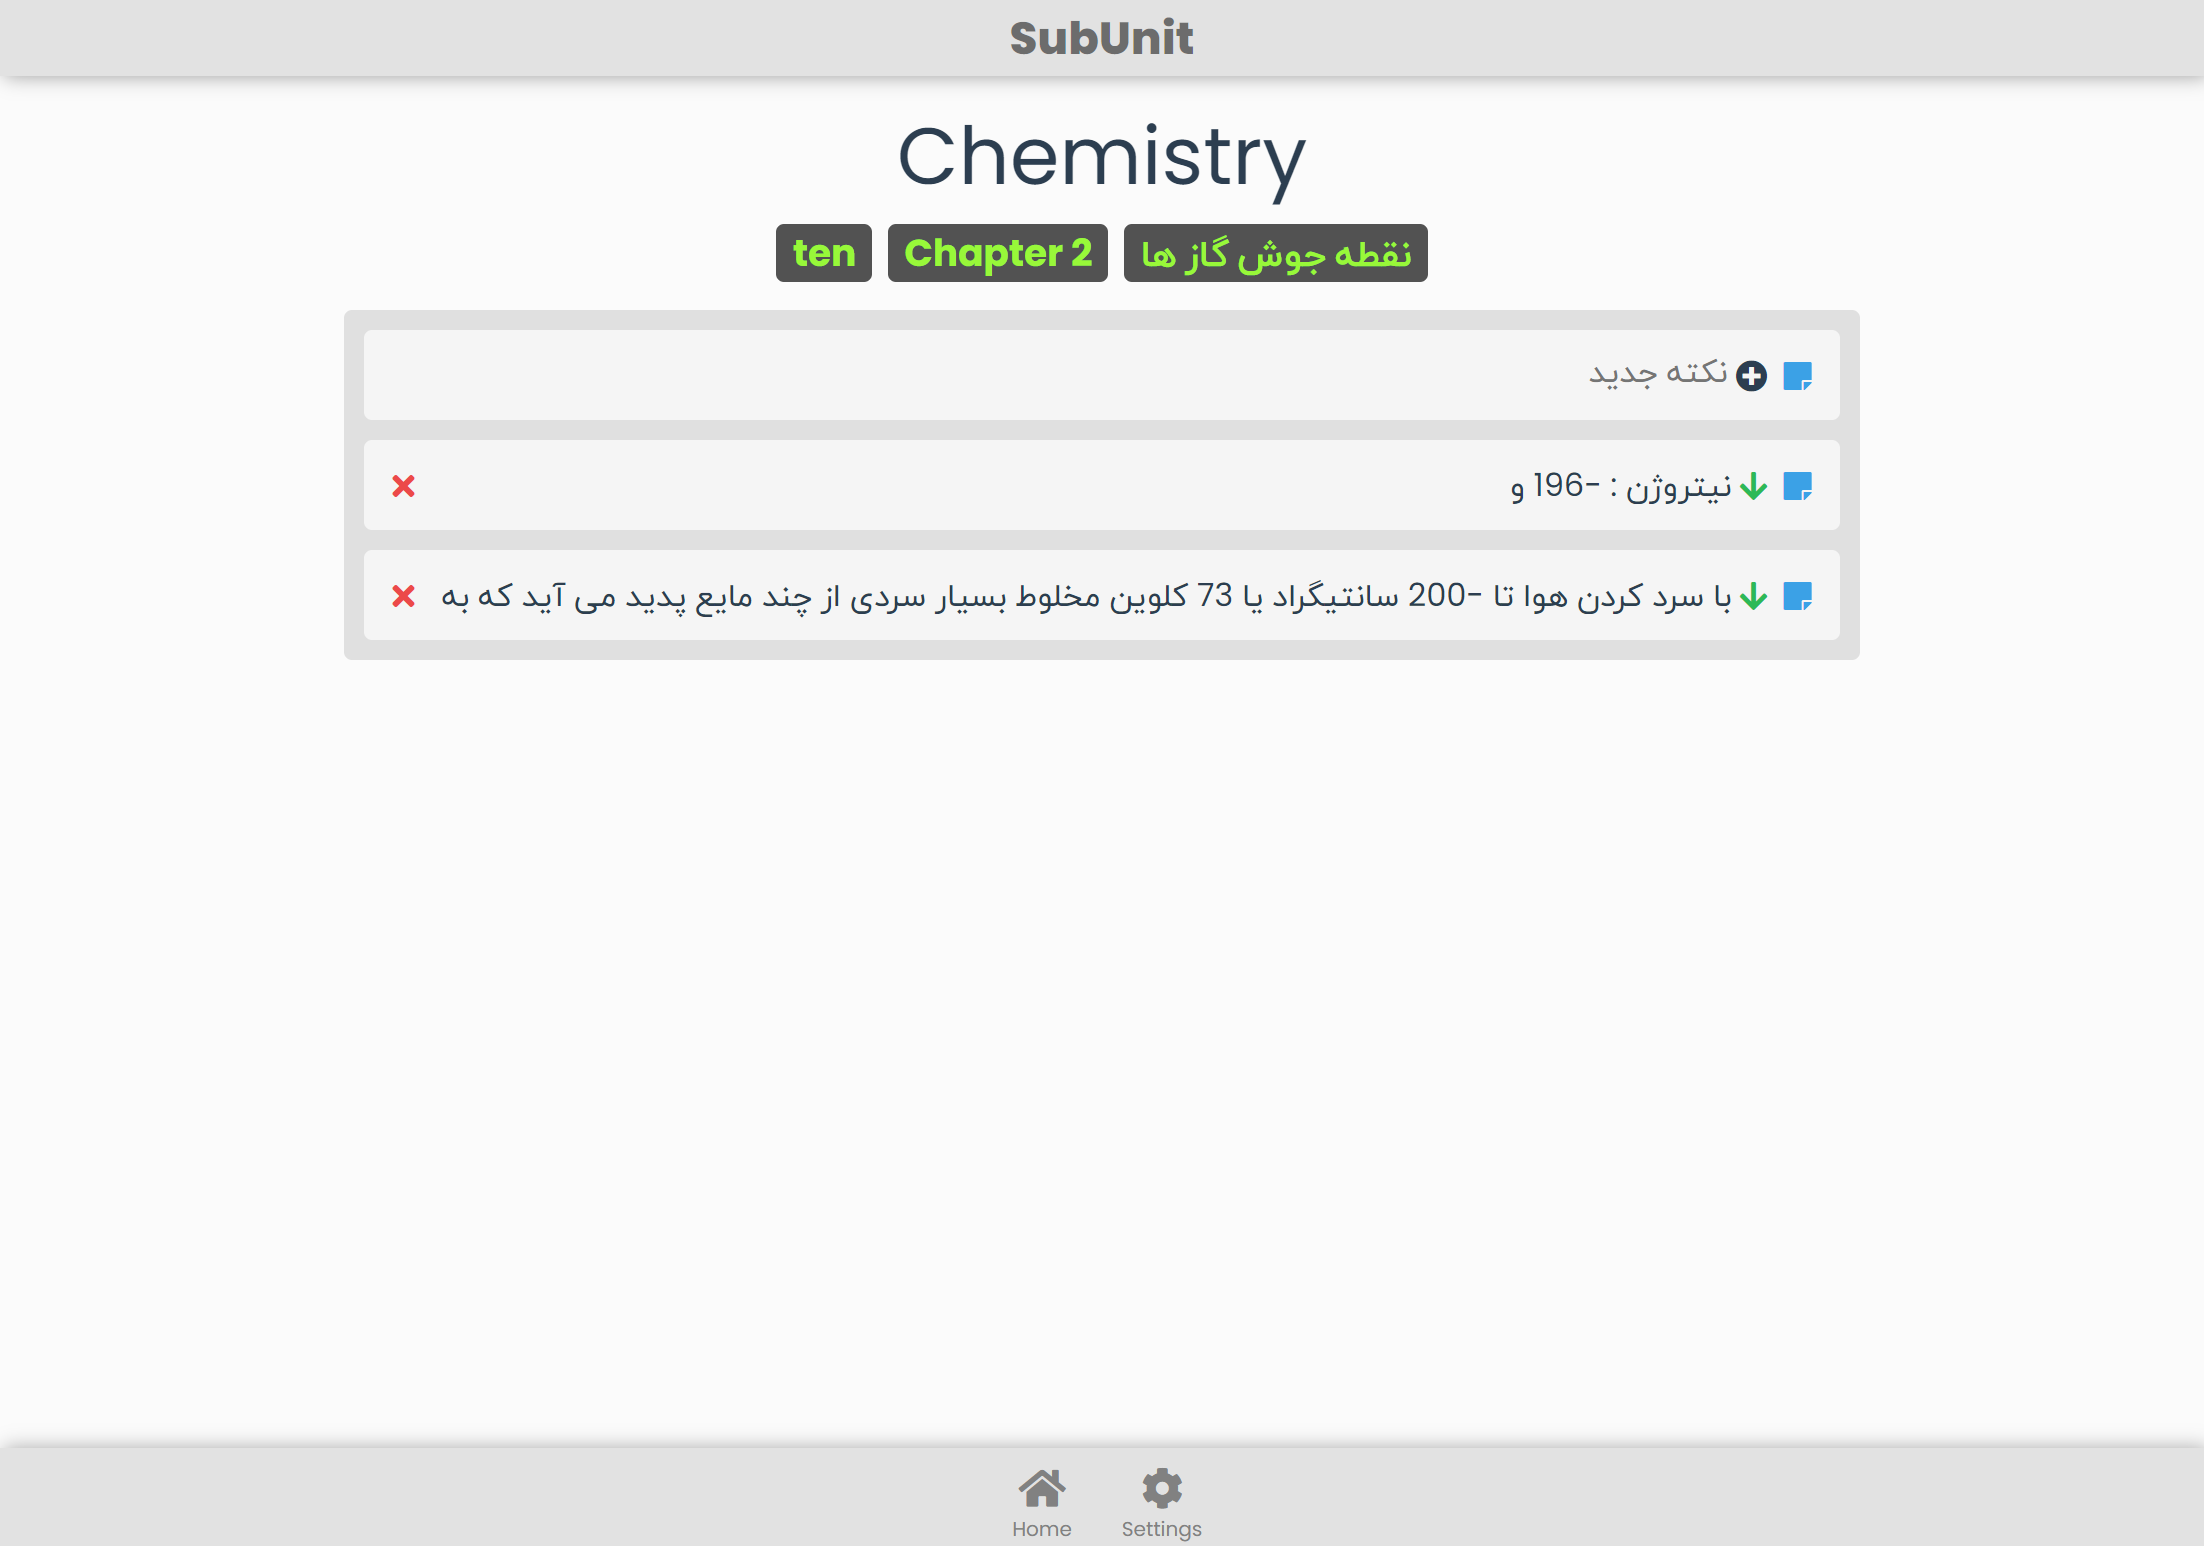 SubUnit
Chemistry
ten Chapter 2 نقطه جوش گاز ها
نکته جدید
نیتروژن : -196 و
با سرد کردن هوا تا -200 سانتیگراد یا 73 کلوین مخلوط بسیار سردی از چند مایع پدید می آید که به
Home Settings